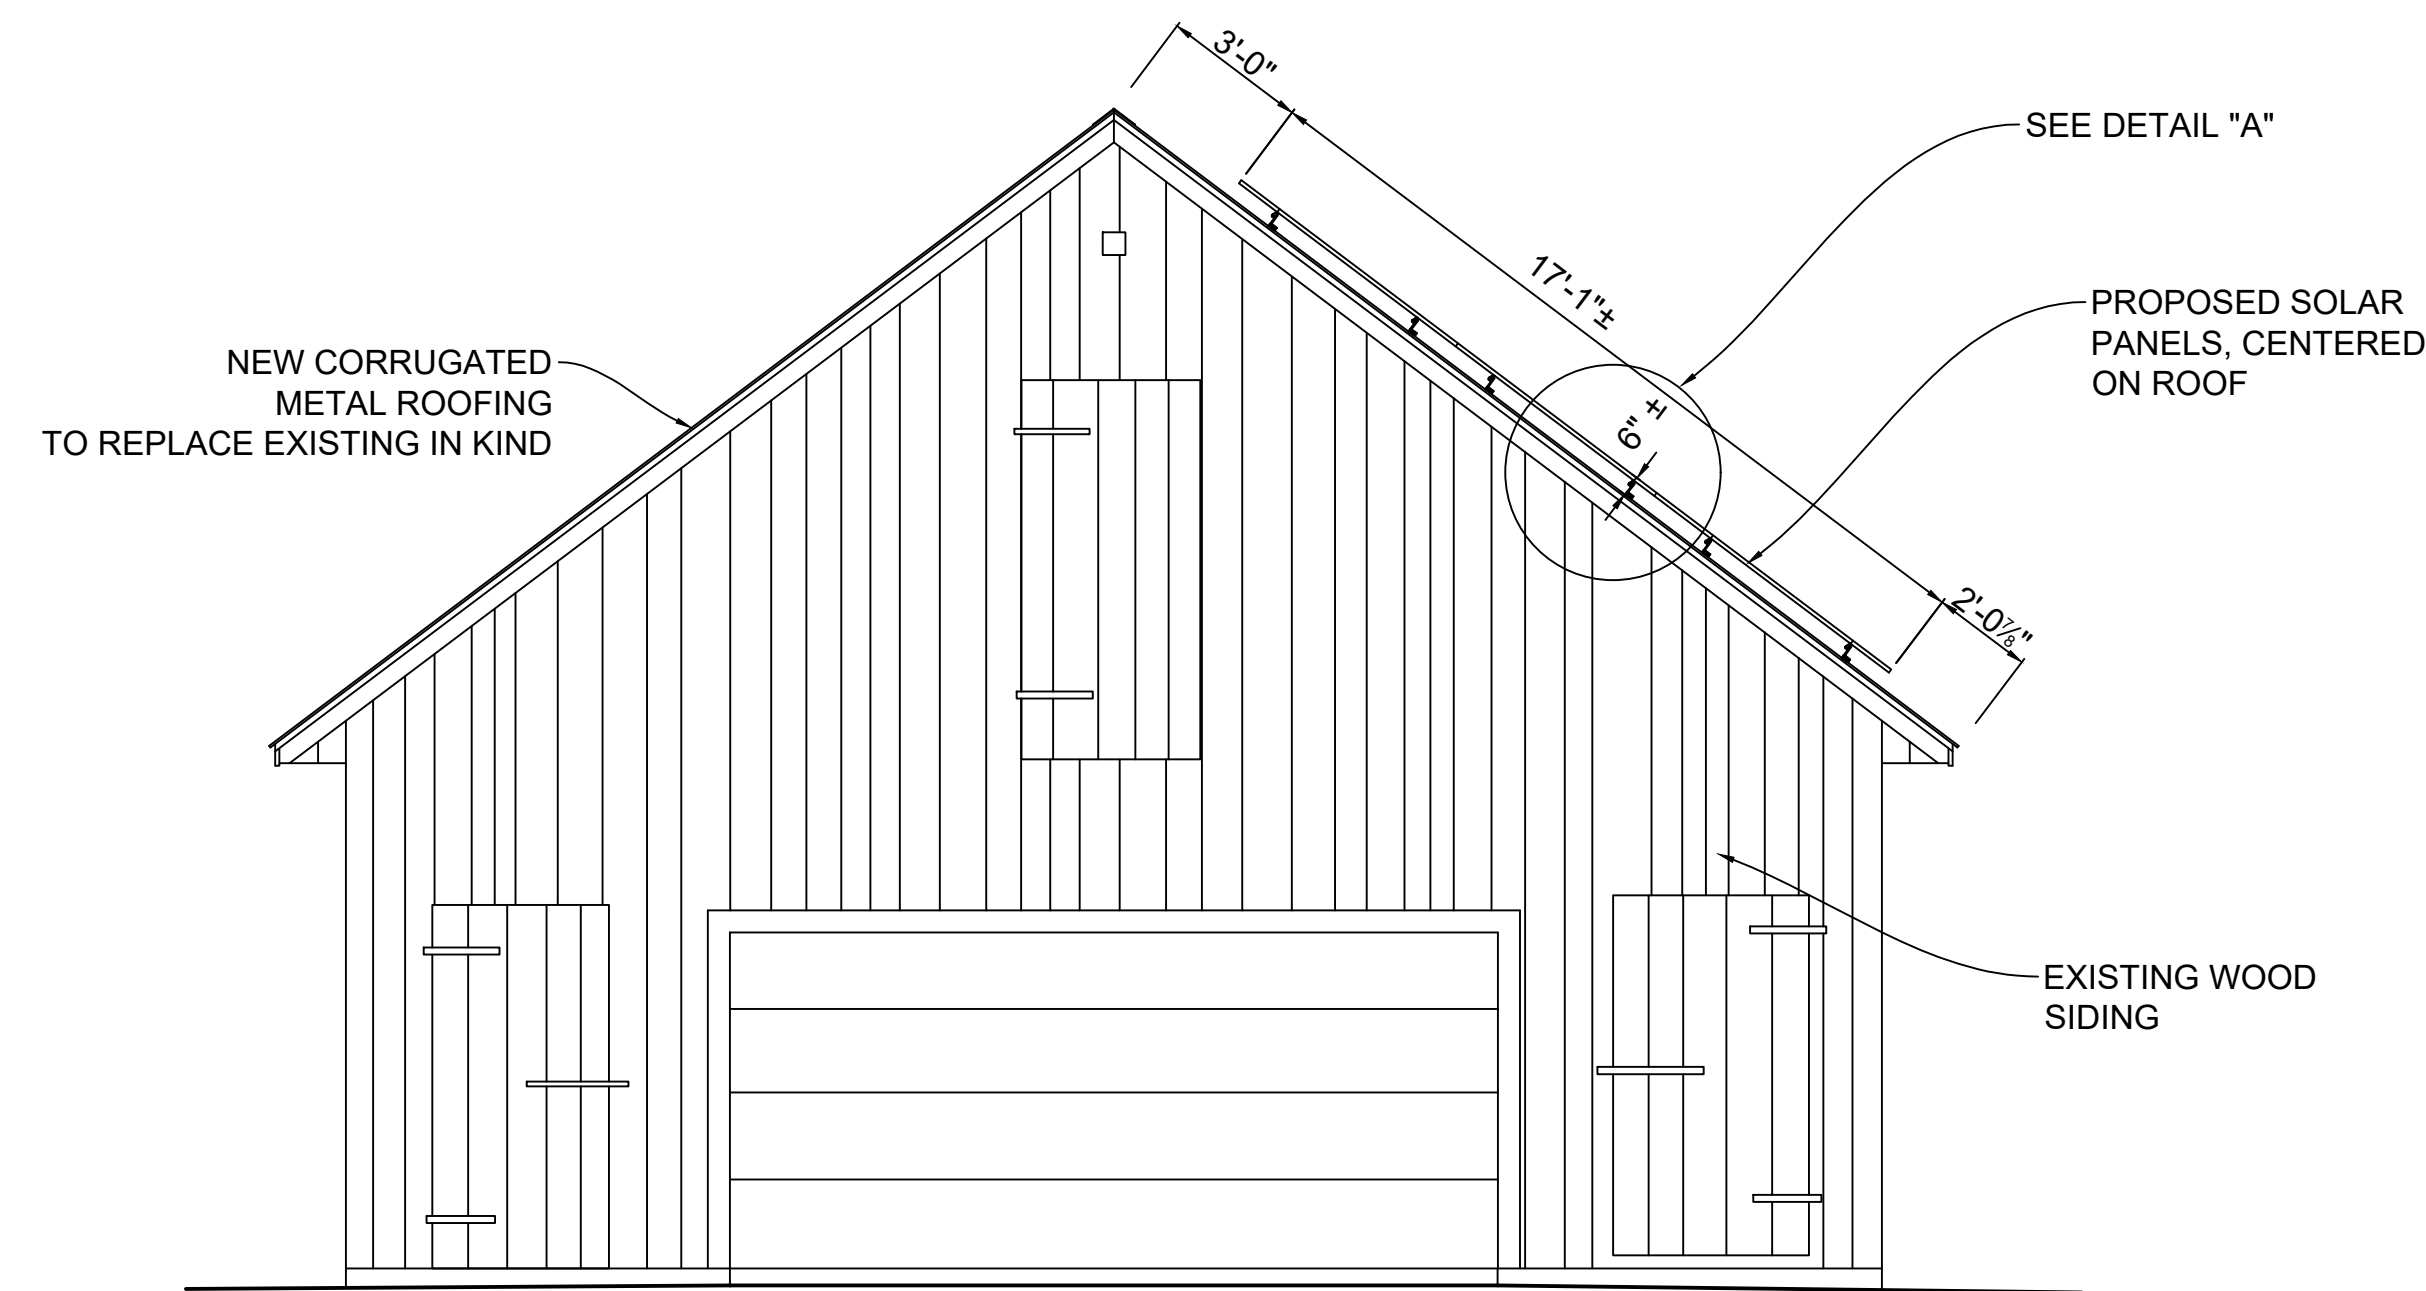 3'-0"
SEE DETAIL "A"
17'-1"±
PROPOSED SOLAR
PANELS, CENTERED
ON ROOF
NEW CORRUGATED
METAL ROOFING
TO REPLACE EXISTING IN KIND
6" ±
2'-0⅞"
EXISTING WOOD
SIDING